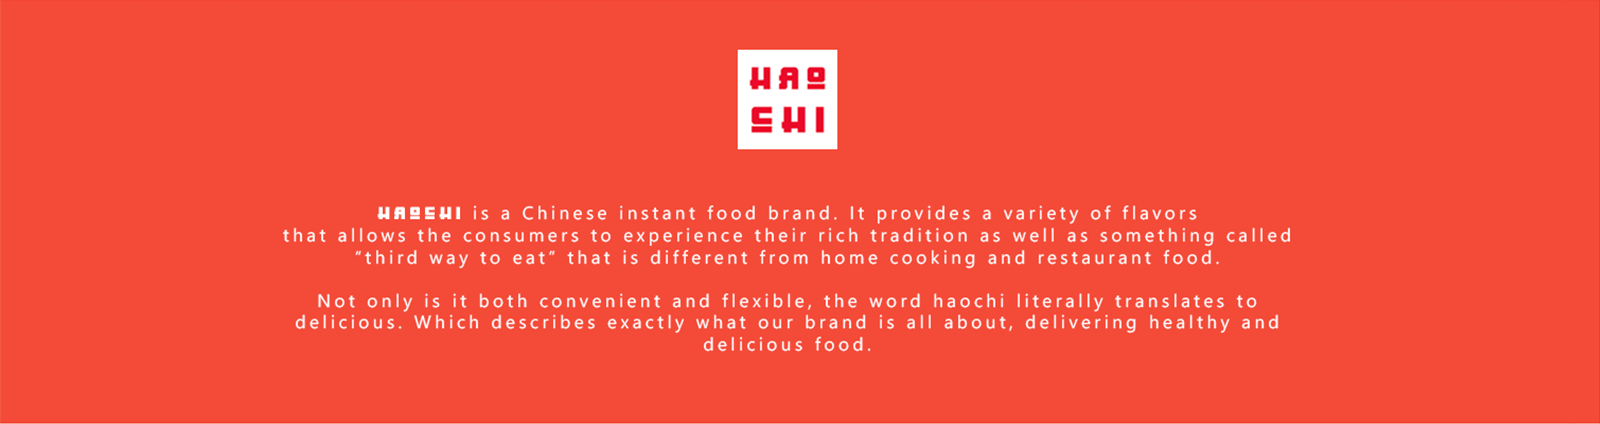 HAO
SHI
HAOSHI is a Chinese instant food brand. It provides a variety of flavors
that allows the consumers to experience their rich tradition as well as something called
“third way to eat” that is different from home cooking and restaurant food.
Not only is it both convenient and flexible, the word haochi literally translates to
delicious. Which describes exactly what our brand is all about, delivering healthy and
delicious food.